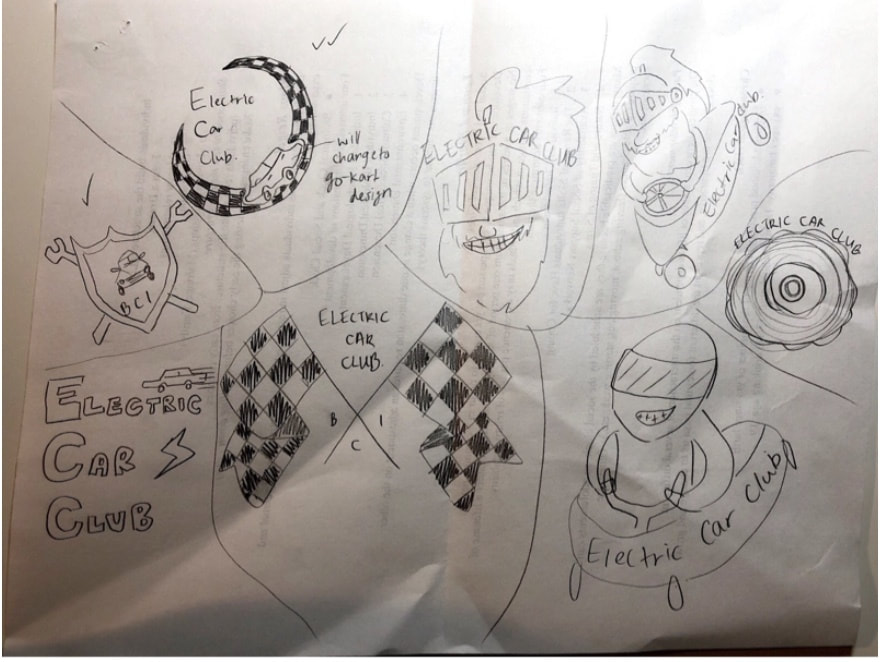 Electric
Car
Club.
will
change to
go-kart
design
ELECTRIC CAR CLUB
Electric Car Club.
ELECTRIC CAR CLUB
BCI
ELECTRIC
CAR
CLUB.
B I
C
ELECTRIC
CAR
CLUB
Electric Car Club